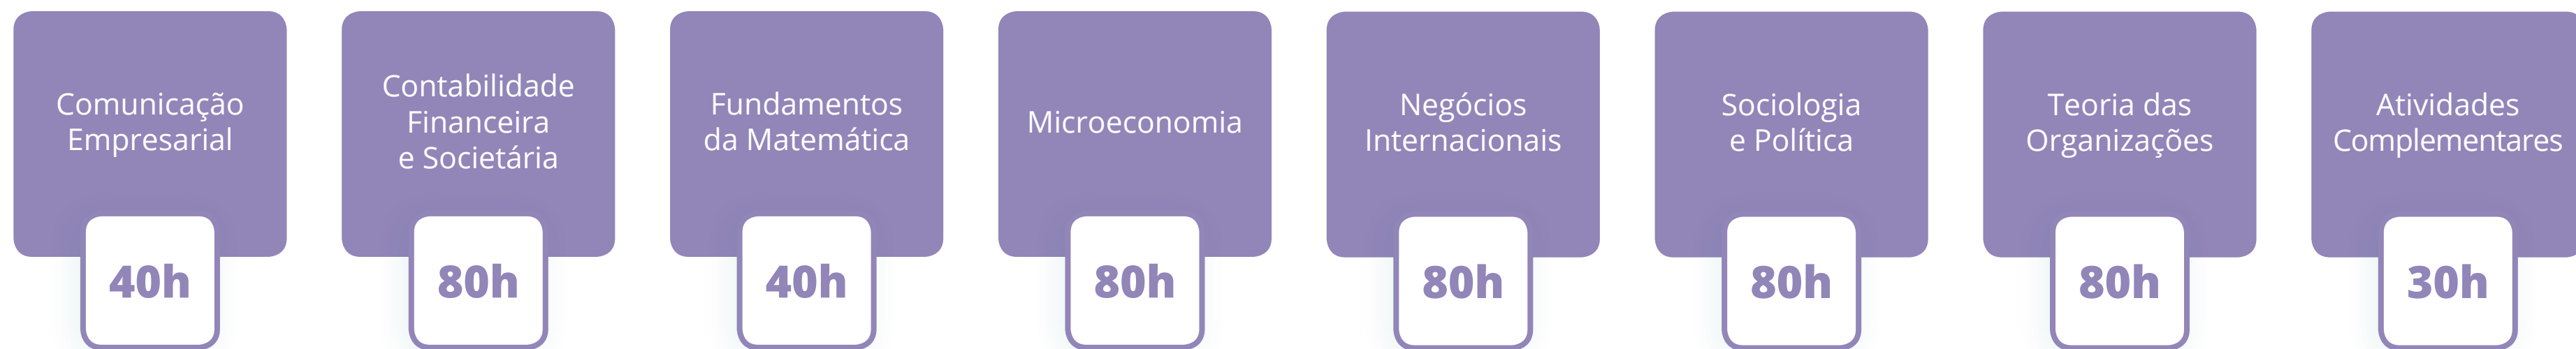 Comunicação
Empresarial
40h
Contabilidade
Financeira
e Societária
80h
Fundamentos
da Matemática
40h
Microeconomia
80h
Negócios
Internacionais
80h
Sociologia
e Política
80h
Teoria das
Organizações
80h
Atividades
Complementares
30h